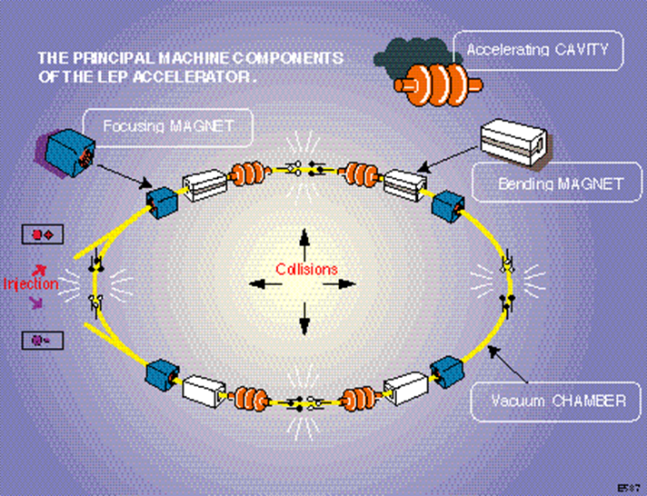 THE PRINCIPAL MACHINE COMPONENTS
OF THE LEP ACCELERATOR.
Accelerating CAVITY
Focusing MAGNET
Bending MAGNET
Collisions
Injection
Vacuum CHAMBER